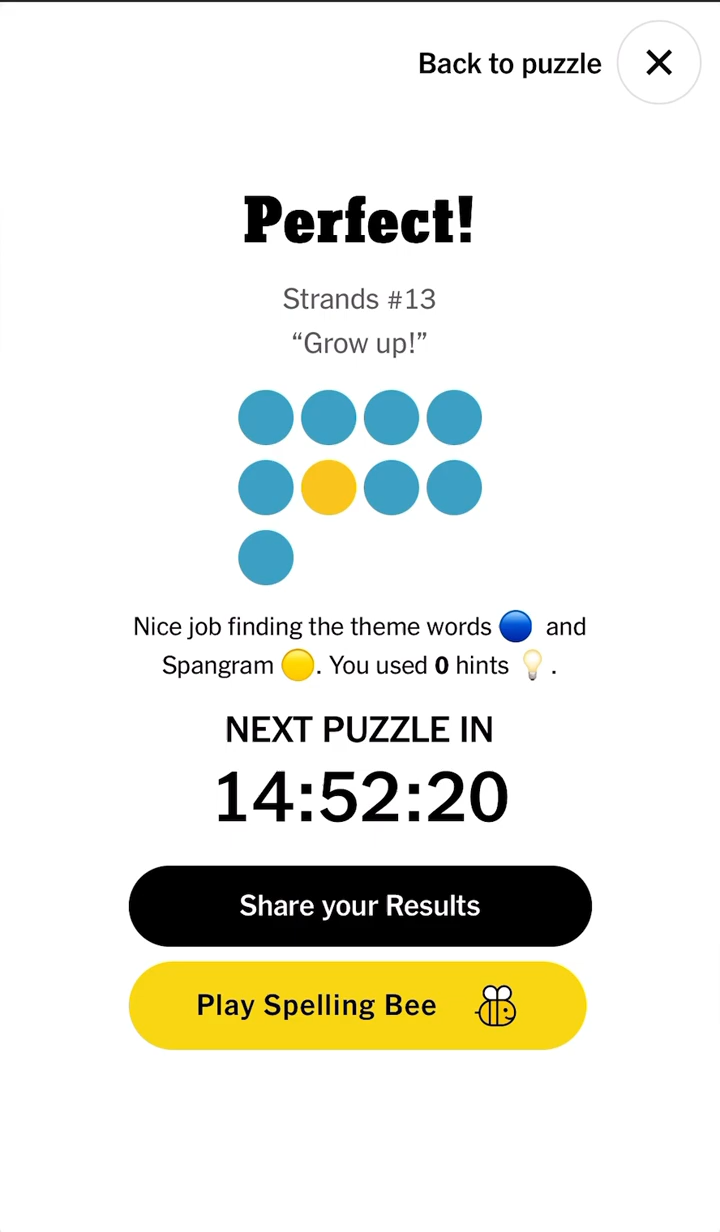 Back to puzzle
Perfect!
Strands #13
“Grow up!”
Nice job finding the theme words 🔵 and
Spangram 🟡. You used 0 hints 💡.
NEXT PUZZLE IN
14:52:20
Share your Results
Play Spelling Bee